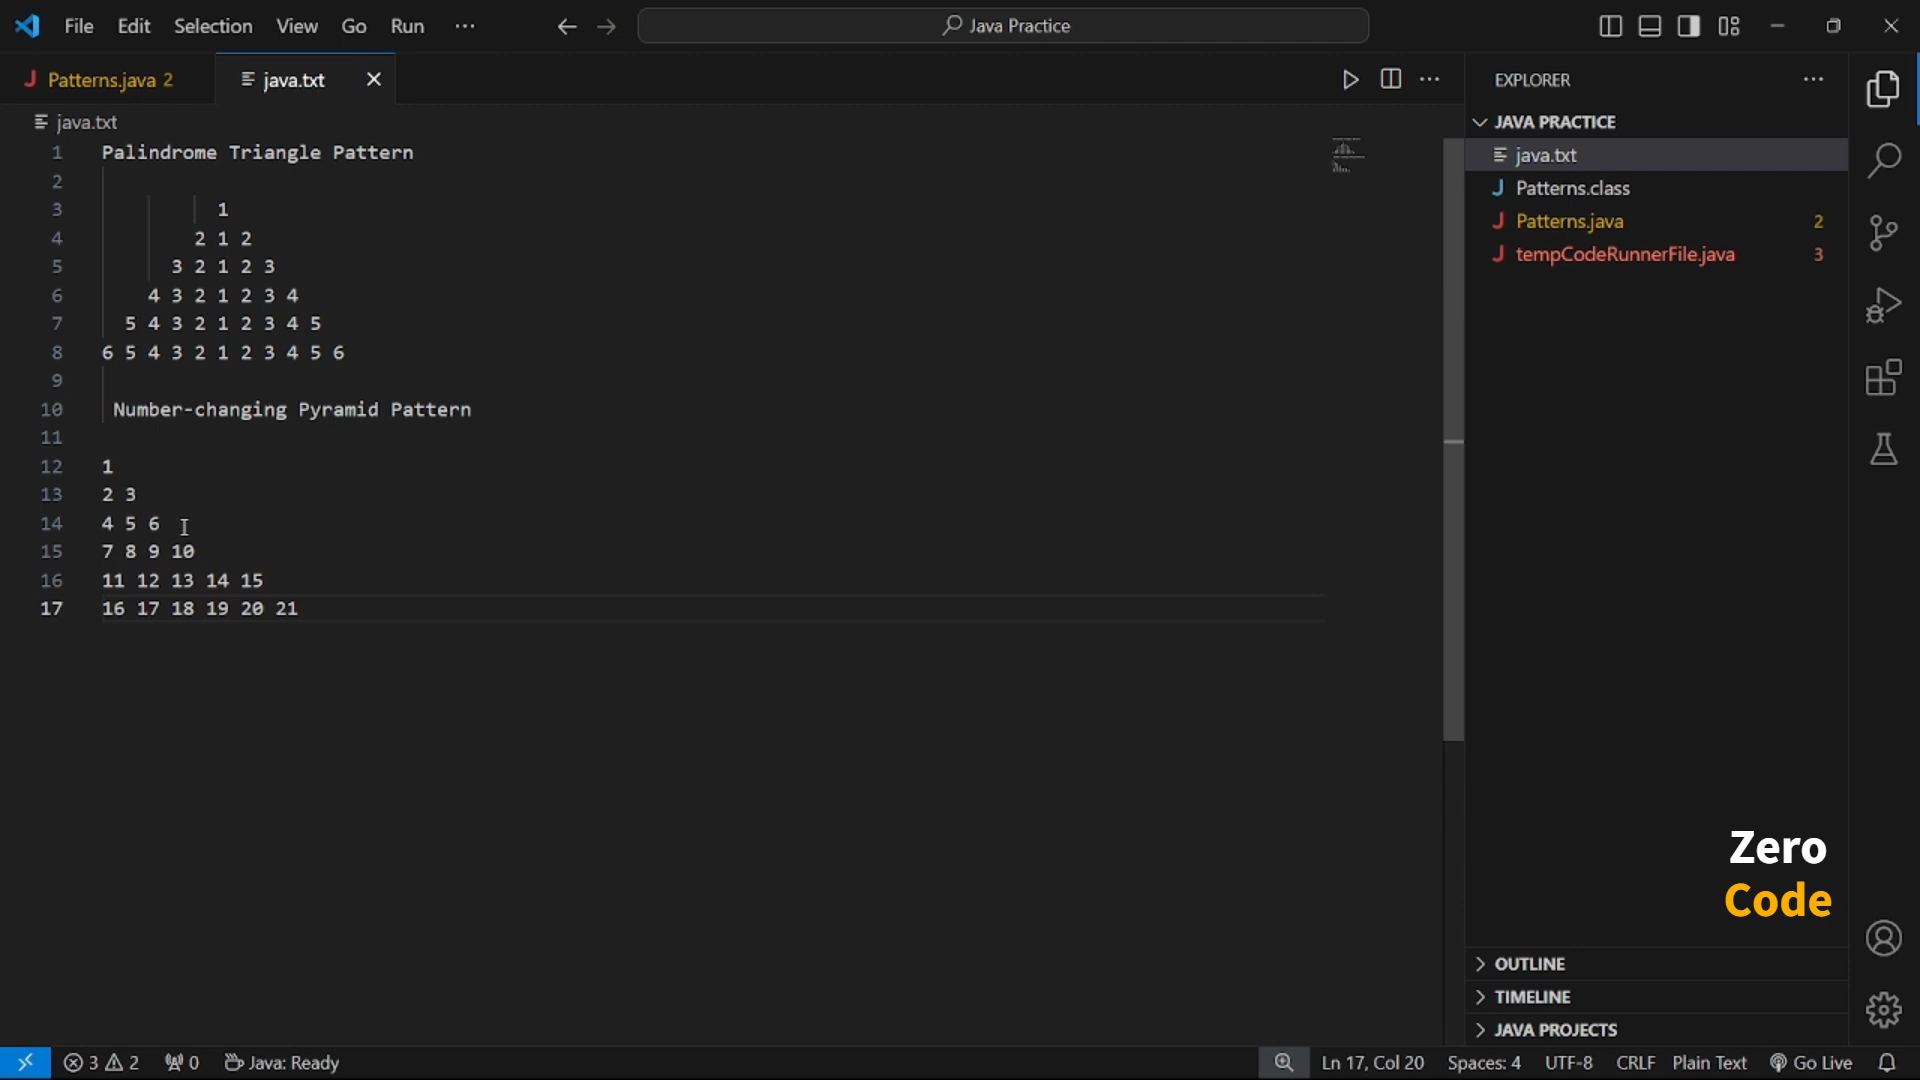 File Edit Selection View Go Run ···
Java Practice
Patterns.java 2
java.txt
java.txt
1 Palindrome Triangle Pattern
2
3 1
4 2 1 2
5 3 2 1 2 3
6 4 3 2 1 2 3 4
7 5 4 3 2 1 2 3 4 5
8 6 5 4 3 2 1 2 3 4 5 6
9
10 Number-changing Pyramid Pattern
11
12 1
13 2 3
14 4 5 6
15 7 8 9 10
16 11 12 13 14 15
17 16 17 18 19 20 21
EXPLORER
JAVA PRACTICE
java.txt
Patterns.class
Patterns.java 2
tempCodeRunnerFile.java 3
Zero
Code
OUTLINE
TIMELINE
JAVA PROJECTS
3 2 0 Java: Ready
Ln 17, Col 20 Spaces: 4 UTF-8 CRLF Plain Text Go Live